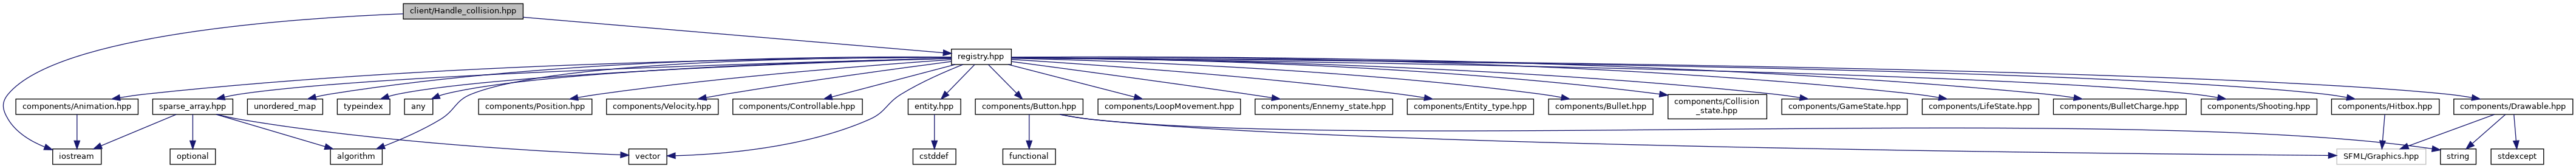 client/Handle_collision.hpp
registry.hpp
components/Animation.hpp
sparse_array.hpp
unordered_map
typeindex
any
components/Position.hpp
components/Velocity.hpp
components/Controllable.hpp
entity.hpp
components/Button.hpp
components/LoopMovement.hpp
components/Ennemy_state.hpp
components/Entity_type.hpp
components/Bullet.hpp
components/Collision
_state.hpp
components/GameState.hpp
components/LifeState.hpp
components/BulletCharge.hpp
components/Shooting.hpp
components/Hitbox.hpp
components/Drawable.hpp
iostream
optional
algorithm
vector
cstddef
functional
SFML/Graphics.hpp
string
stdexcept